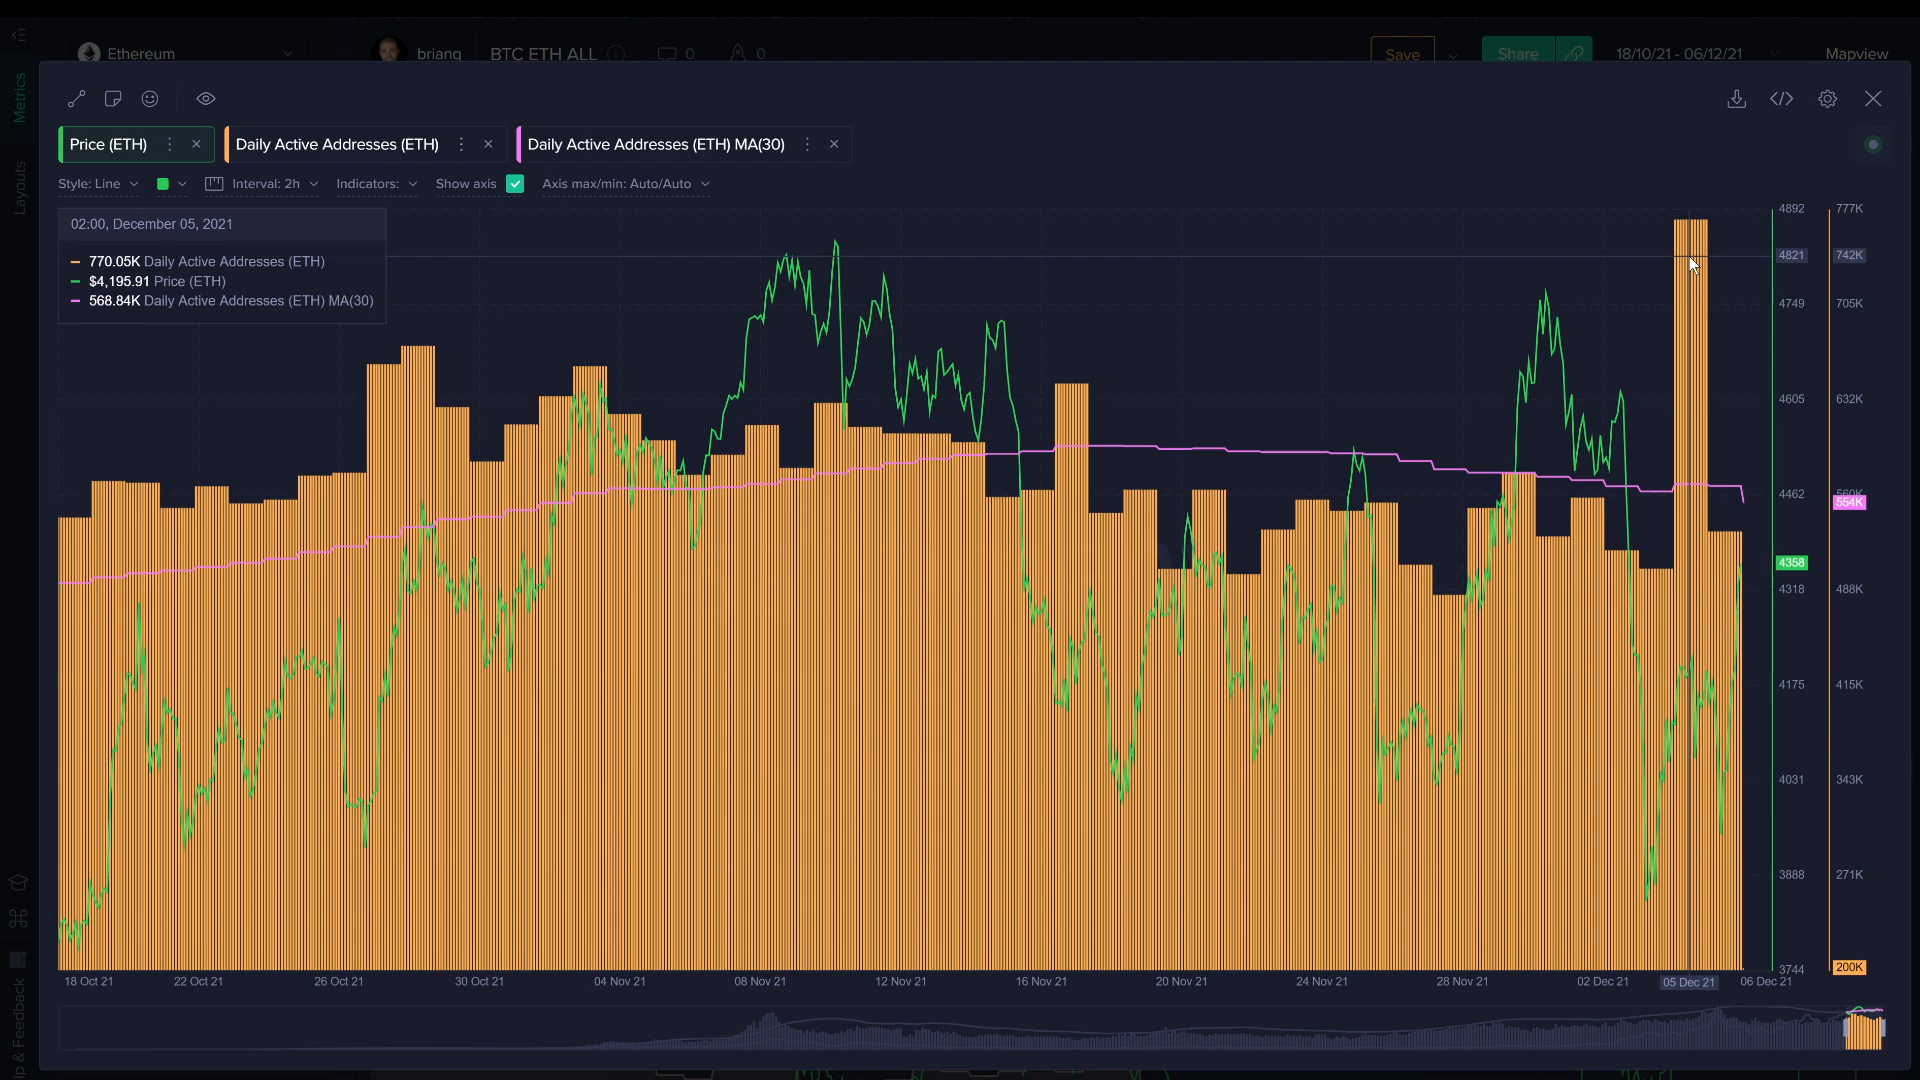 Ethereum
briang
BTC ETH ALL
0
0
Save
Share
18/10/21 - 06/12/21
Mapview
Metrics
Layouts
Price (ETH)
Daily Active Addresses (ETH)
Daily Active Addresses (ETH) MA(30)
Style: Line
Interval: 2h
Indicators:
Show axis
Axis max/min: Auto/Auto
02:00, December 05, 2021
770.05K Daily Active Addresses (ETH)
$4,195.91 Price (ETH)
568.84K Daily Active Addresses (ETH) MA(30)
4892 777K
4821 742K
4749 705K
4605 632K
4462 560K
554K
4358
4318 488K
4175 415K
4031 343K
3888 271K
3744 200K
18 Oct 21
22 Oct 21
26 Oct 21
30 Oct 21
04 Nov 21
08 Nov 21
12 Nov 21
16 Nov 21
20 Nov 21
24 Nov 21
28 Nov 21
02 Dec 21
05 Dec 21
06 Dec 21
lp & Feedback